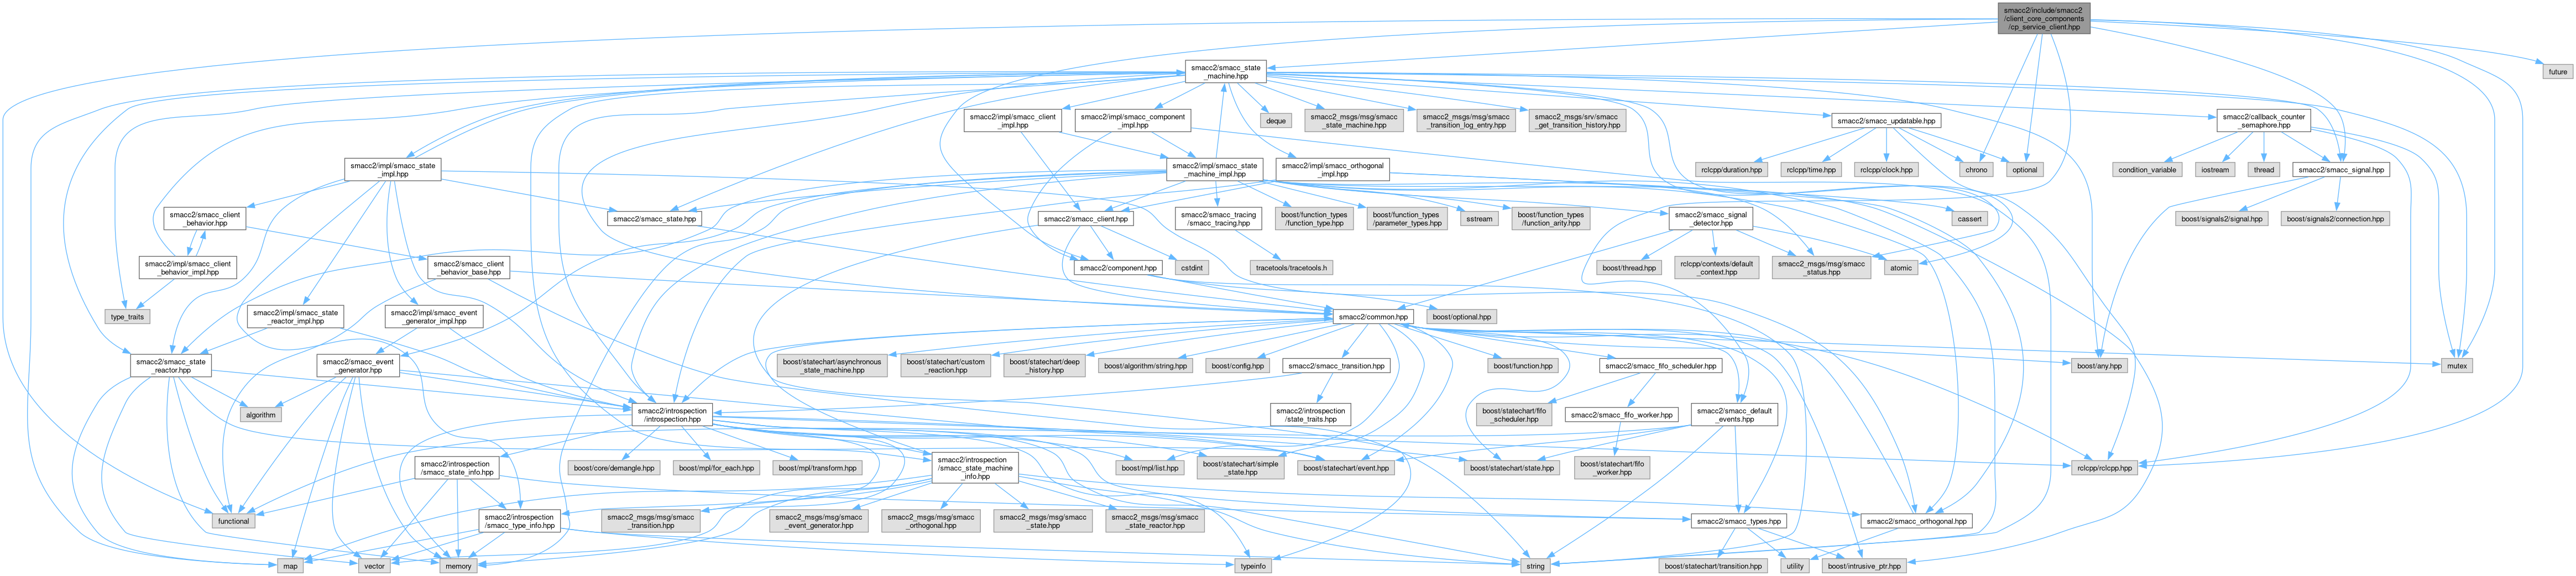 smacc2/include/smacc2
/client_core_components
/cp_service_client.hpp
smacc2/smacc_state
_machine.hpp
future
smacc2/impl/smacc_client
_impl.hpp
smacc2/impl/smacc_component
_impl.hpp
deque
smacc2_msgs/msg/smacc
_state_machine.hpp
smacc2_msgs/msg/smacc
_transition_log_entry.hpp
smacc2_msgs/srv/smacc
_get_transition_history.hpp
smacc2/smacc_updatable.hpp
smacc2/callback_counter
_semaphore.hpp
smacc2/impl/smacc_state
_impl.hpp
smacc2/impl/smacc_state
_machine_impl.hpp
smacc2/impl/smacc_orthogonal
_impl.hpp
rclcpp/duration.hpp
rclcpp/time.hpp
rclcpp/clock.hpp
chrono
optional
condition_variable
iostream
thread
smacc2/smacc_signal.hpp
smacc2/smacc_client
_behavior.hpp
smacc2/smacc_state.hpp
smacc2/smacc_client.hpp
smacc2/smacc_tracing
/smacc_tracing.hpp
boost/function_types
/function_type.hpp
boost/function_types
/parameter_types.hpp
sstream
boost/function_types
/function_arity.hpp
smacc2/smacc_signal
_detector.hpp
cassert
boost/signals2/signal.hpp
boost/signals2/connection.hpp
smacc2/impl/smacc_client
_behavior_impl.hpp
smacc2/smacc_client
_behavior_base.hpp
smacc2/component.hpp
cstdint
tracetools/tracetools.h
boost/thread.hpp
rclcpp/contexts/default
_context.hpp
smacc2_msgs/msg/smacc
_status.hpp
atomic
type_traits
smacc2/impl/smacc_state
_reactor_impl.hpp
smacc2/impl/smacc_event
_generator_impl.hpp
smacc2/common.hpp
boost/optional.hpp
smacc2/smacc_state
_reactor.hpp
smacc2/smacc_event
_generator.hpp
boost/statechart/asynchronous
_state_machine.hpp
boost/statechart/custom
_reaction.hpp
boost/statechart/deep
_history.hpp
boost/algorithm/string.hpp
boost/config.hpp
smacc2/smacc_transition.hpp
boost/function.hpp
smacc2/smacc_fifo_scheduler.hpp
boost/any.hpp
mutex
algorithm
smacc2/introspection
/introspection.hpp
smacc2/introspection
/state_traits.hpp
boost/statechart/fifo
_scheduler.hpp
smacc2/smacc_fifo_worker.hpp
smacc2/smacc_default
_events.hpp
smacc2/introspection
/smacc_state_info.hpp
boost/core/demangle.hpp
boost/mpl/for_each.hpp
boost/mpl/transform.hpp
smacc2/introspection
/smacc_state_machine
_info.hpp
boost/mpl/list.hpp
boost/statechart/simple
_state.hpp
boost/statechart/event.hpp
boost/statechart/state.hpp
boost/statechart/fifo
_worker.hpp
rclcpp/rclcpp.hpp
functional
smacc2/introspection
/smacc_type_info.hpp
smacc2_msgs/msg/smacc
_transition.hpp
smacc2_msgs/msg/smacc
_event_generator.hpp
smacc2_msgs/msg/smacc
_orthogonal.hpp
smacc2_msgs/msg/smacc
_state.hpp
smacc2_msgs/msg/smacc
_state_reactor.hpp
smacc2/smacc_types.hpp
smacc2/smacc_orthogonal.hpp
map
vector
memory
typeinfo
string
boost/statechart/transition.hpp
utility
boost/intrusive_ptr.hpp